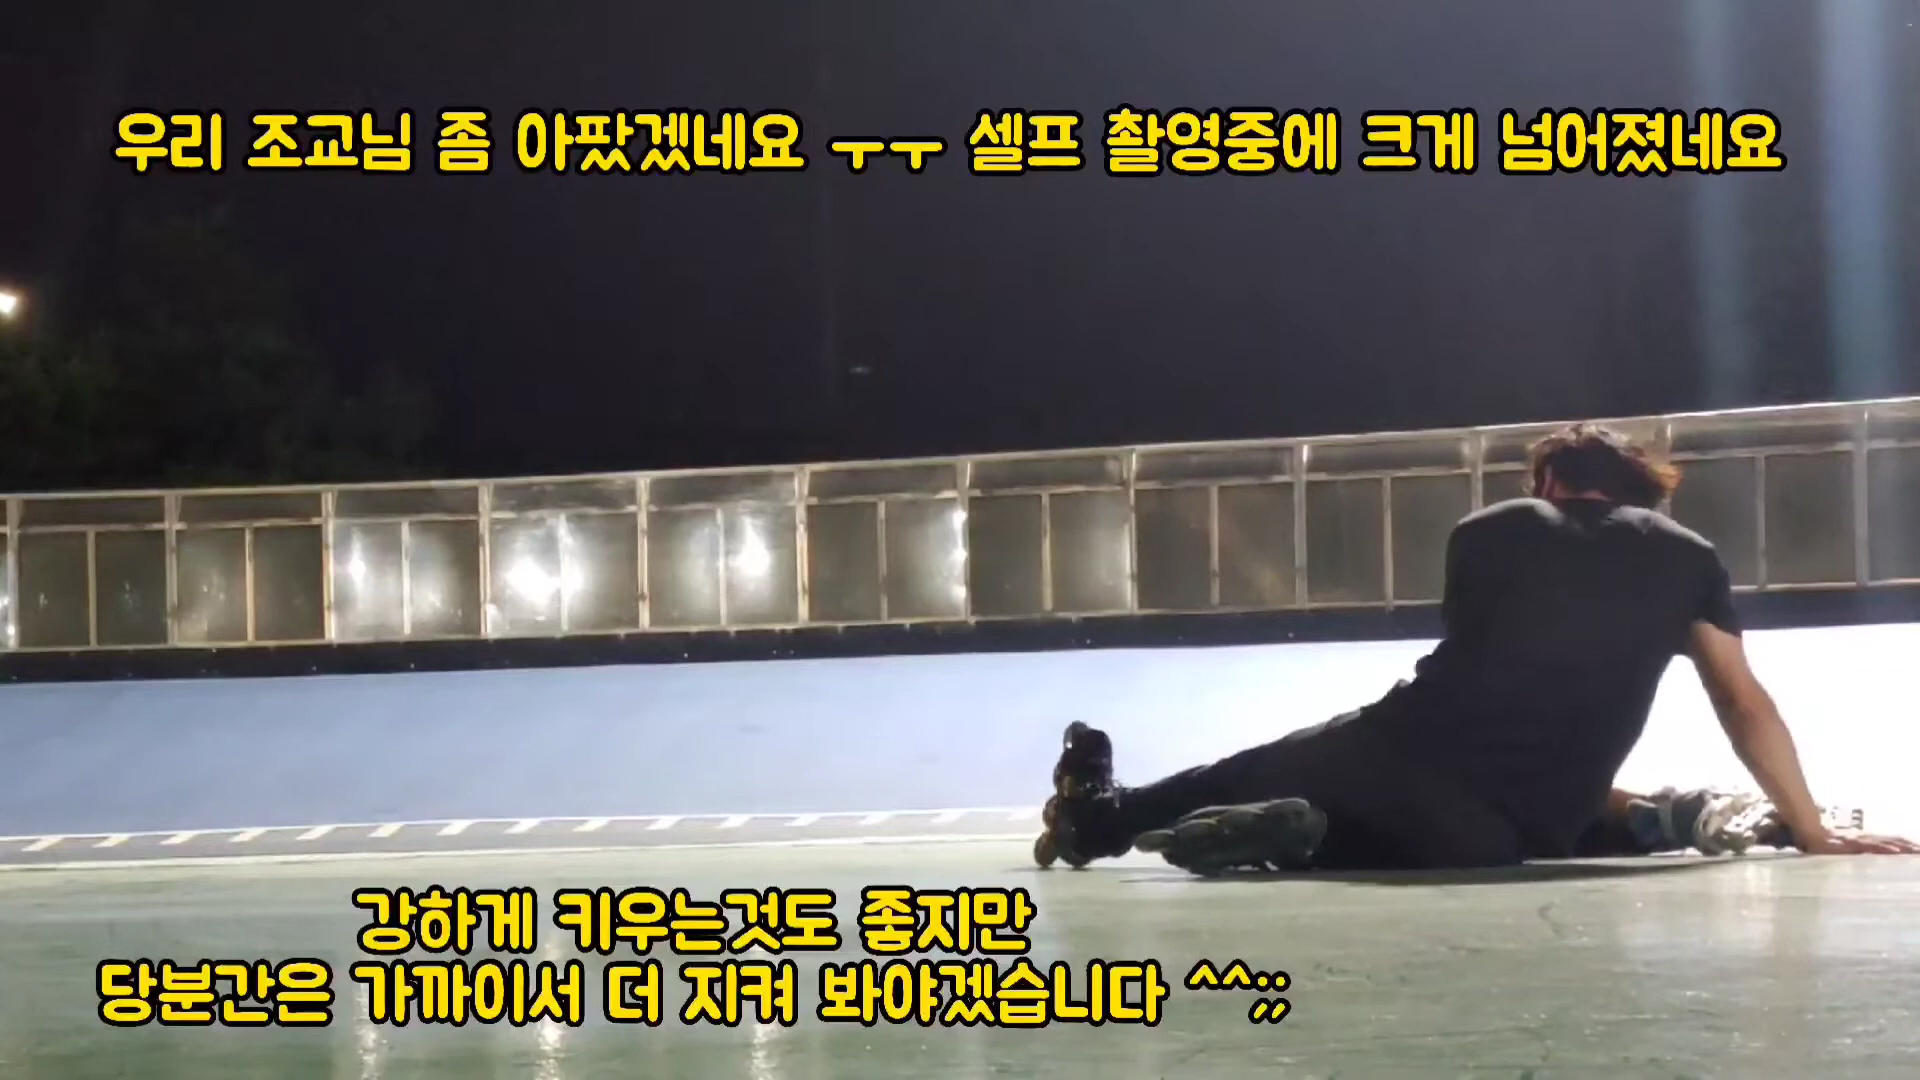 우리 조교님 좀 아팠겠네요 ㅜㅜ 셀프 촬영중에 크게 넘어졌네요
강하게 키우는것도 좋지만
당분간은 가까이서 더 지켜 봐야겠습니다 ^^;;